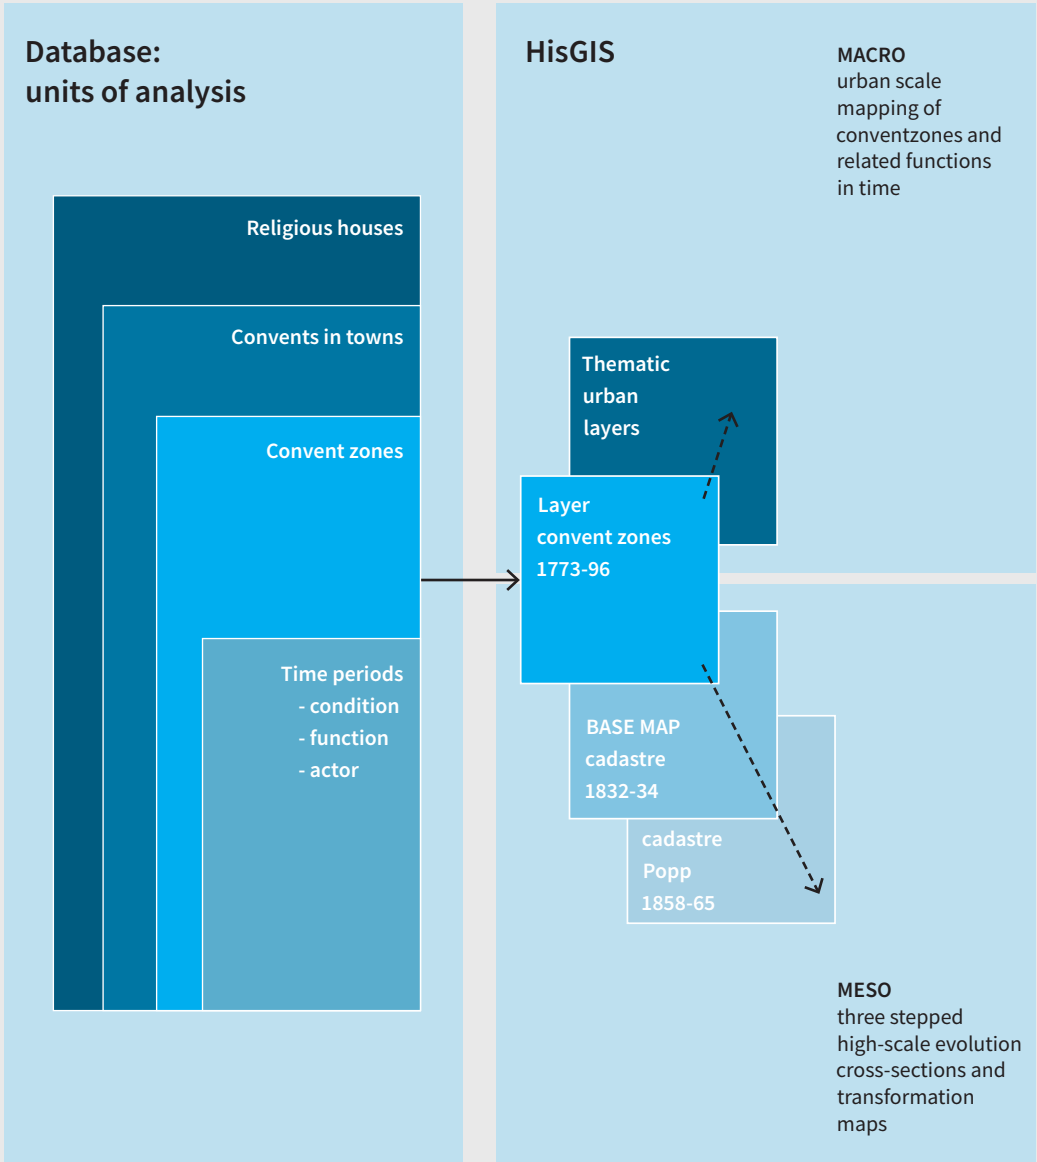 Database:
units of analysis
Religious houses
Convents in towns
Convent zones
Time periods
- condition
- function
- actor
HisGIS
MACRO
urban scale
mapping of
conventzones and
related functions
in time
Thematic
urban
layers
Layer
convent zones
1773-96
BASE MAP
cadastre
1832-34
cadastre
Popp
1858-65
MESO
three stepped
high-scale evolution
cross-sections and
transformation
maps